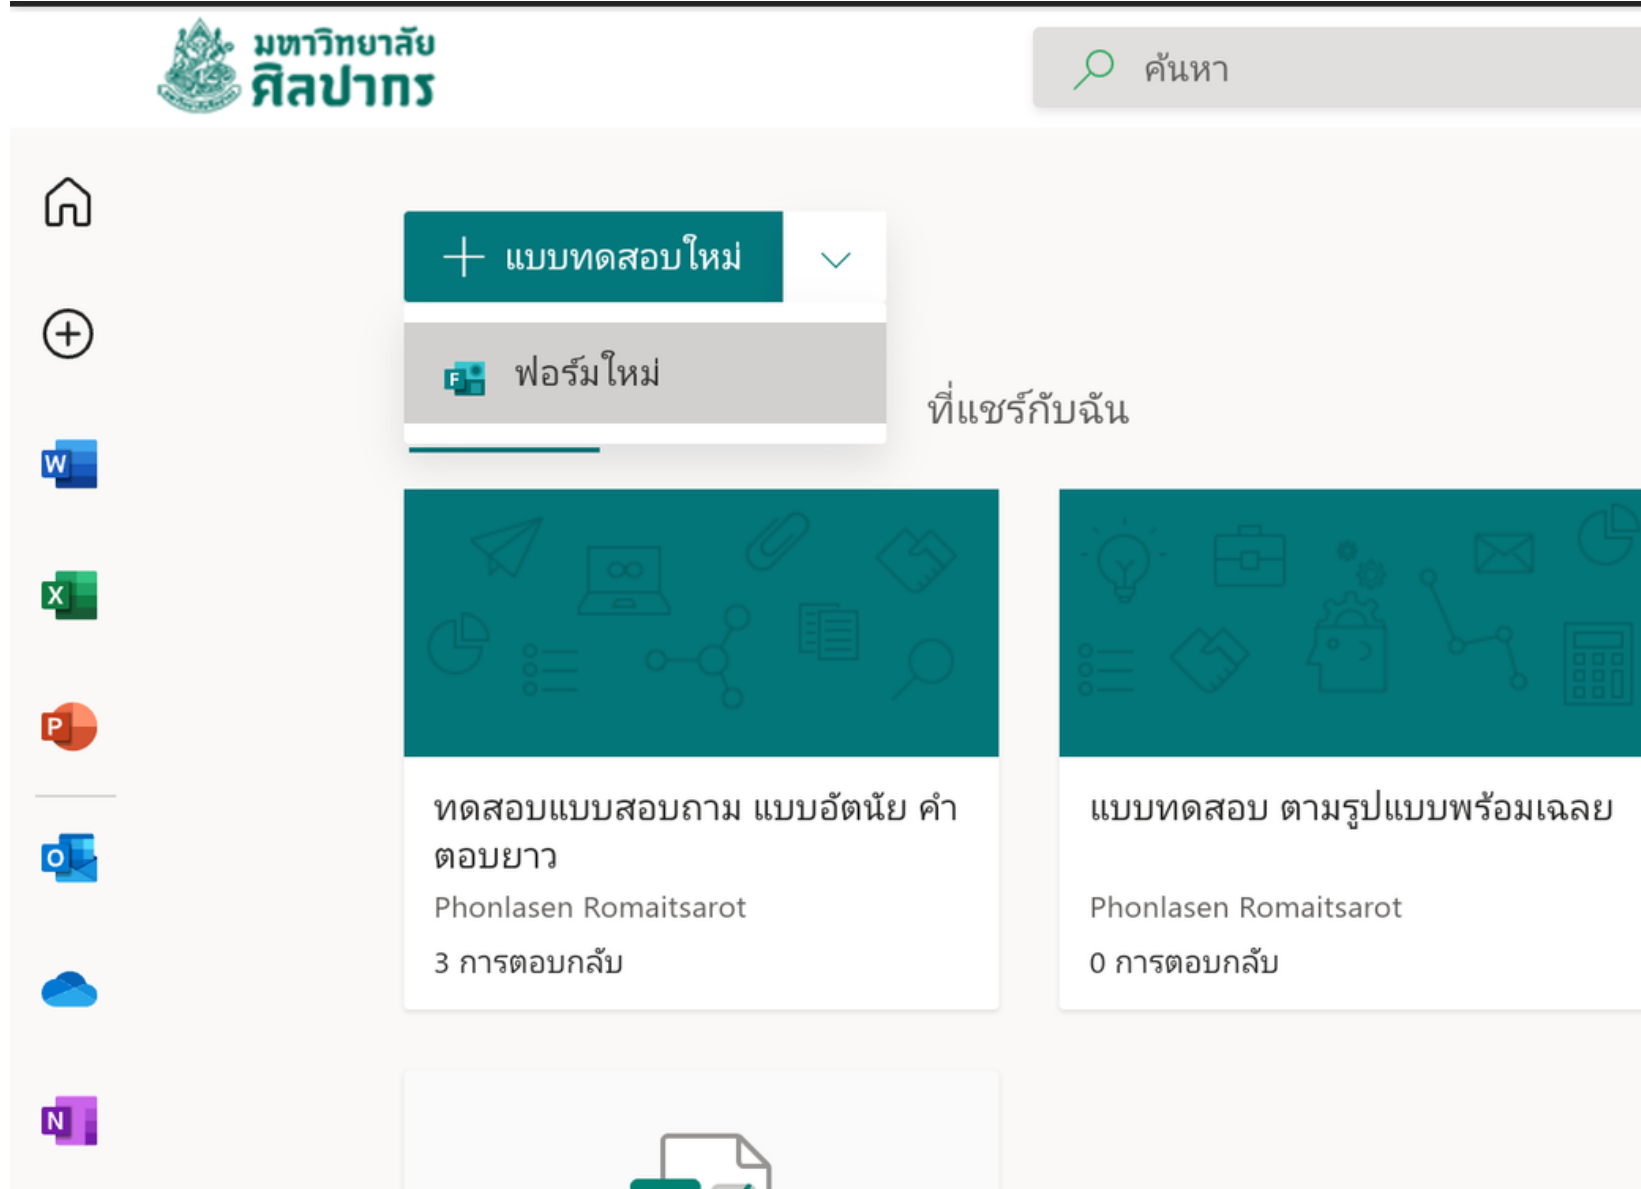 มหาวิทยาลัย
ศิลปากร
ค้นหา
แบบทดสอบใหม่
F ฟอร์มใหม่
ที่แชร์กับฉัน
W
X
P
O
N
ทดสอบแบบสอบถาม แบบอัตนัย คำ
ตอบยาว
Phonlasen Romaitsarot
3 การตอบกลับ
แบบทดสอบ ตามรูปแบบพร้อมเฉลย
Phonlasen Romaitsarot
0 การตอบกลับ